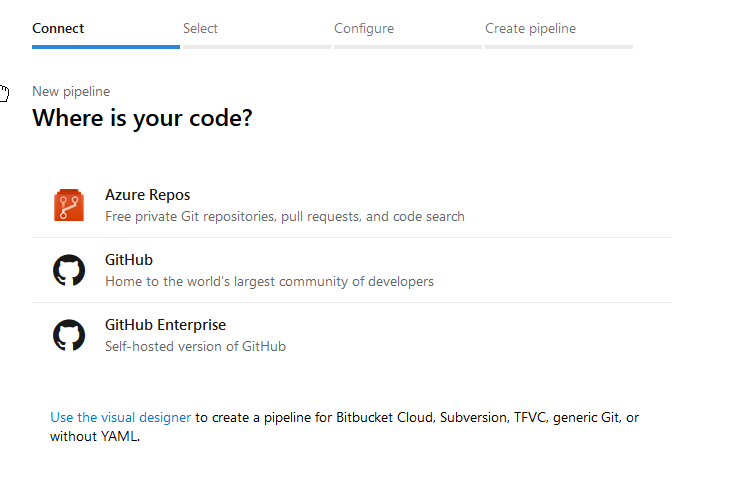 Connect
Select
Configure
Create pipeline
New pipeline
Where is your code?
Azure Repos
Free private Git repositories, pull requests, and code search
GitHub
Home to the world's largest community of developers
GitHub Enterprise
Self-hosted version of GitHub
Use the visual designer to create a pipeline for Bitbucket Cloud, Subversion, TFVC, generic Git, or
without YAML.